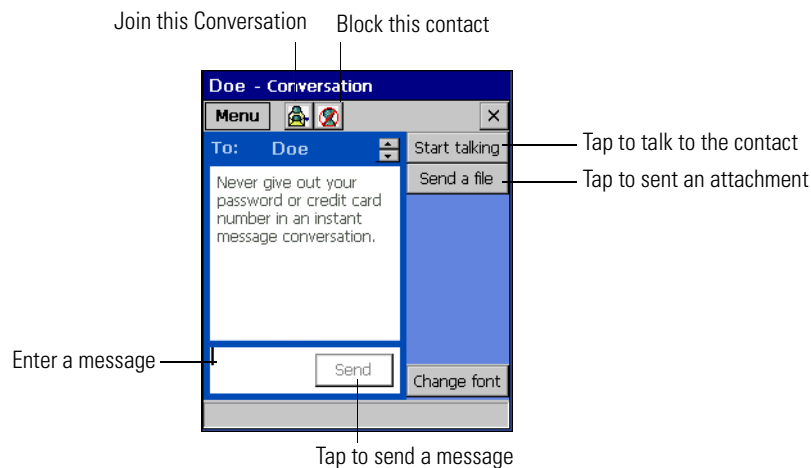 Join this Conversation
Block this contact
Doe - Conversation
Menu
To: Doe
Start talking
Tap to talk to the contact
Send a file
Tap to sent an attachment
Never give out your
password or credit card
number in an instant
message conversation.
Enter a message
Send
Change font
Tap to send a message